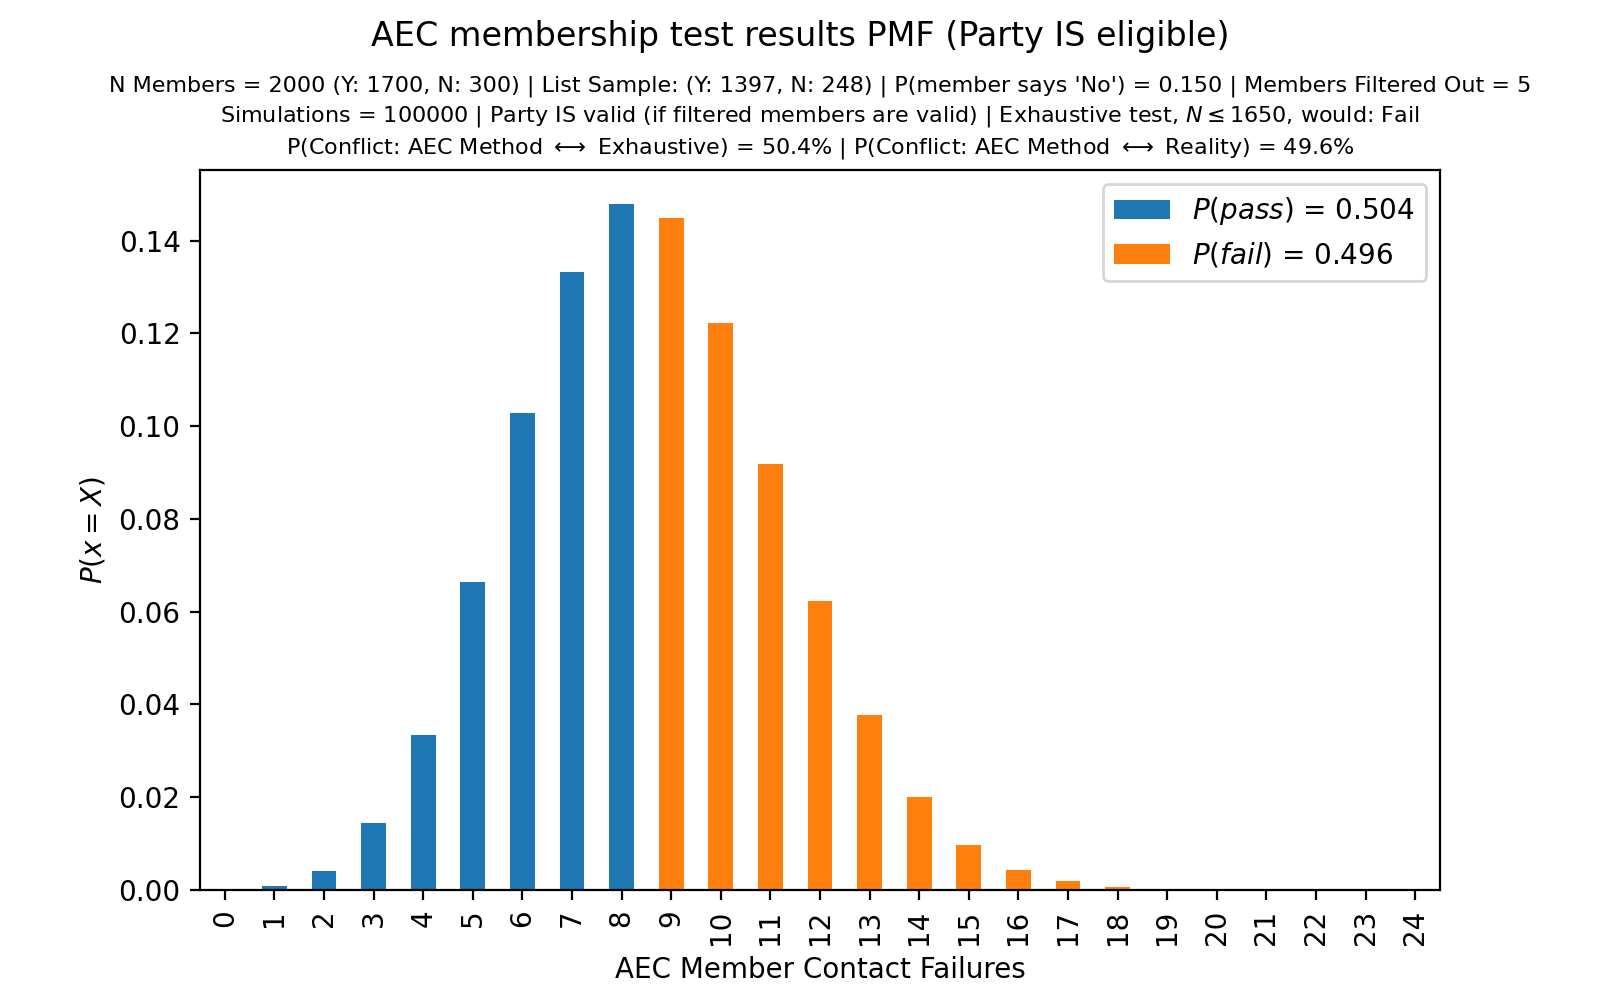 AEC membership test results PMF (Party IS eligible)
N Members = 2000 (Y: 1700, N: 300) | List Sample: (Y: 1397, N: 248) | P(member says 'No') = 0.150 | Members Filtered Out = 5
Simulations = 100000 | Party IS valid (if filtered members are valid) | Exhaustive test, N ≤ 1650, would: Fail
P(Conflict: AEC Method ⟷ Exhaustive) = 50.4% | P(Conflict: AEC Method ⟷ Reality) = 49.6%
P(pass) = 0.504
P(fail) = 0.496
0.14
0.12
0.10
0.08
0.06
0.04
0.02
0.00
P(x = X)
0 1 2 3 4 5 6 7 8 9 10 11 12 13 14 15 16 17 18 19 20 21 22 23 24
AEC Member Contact Failures